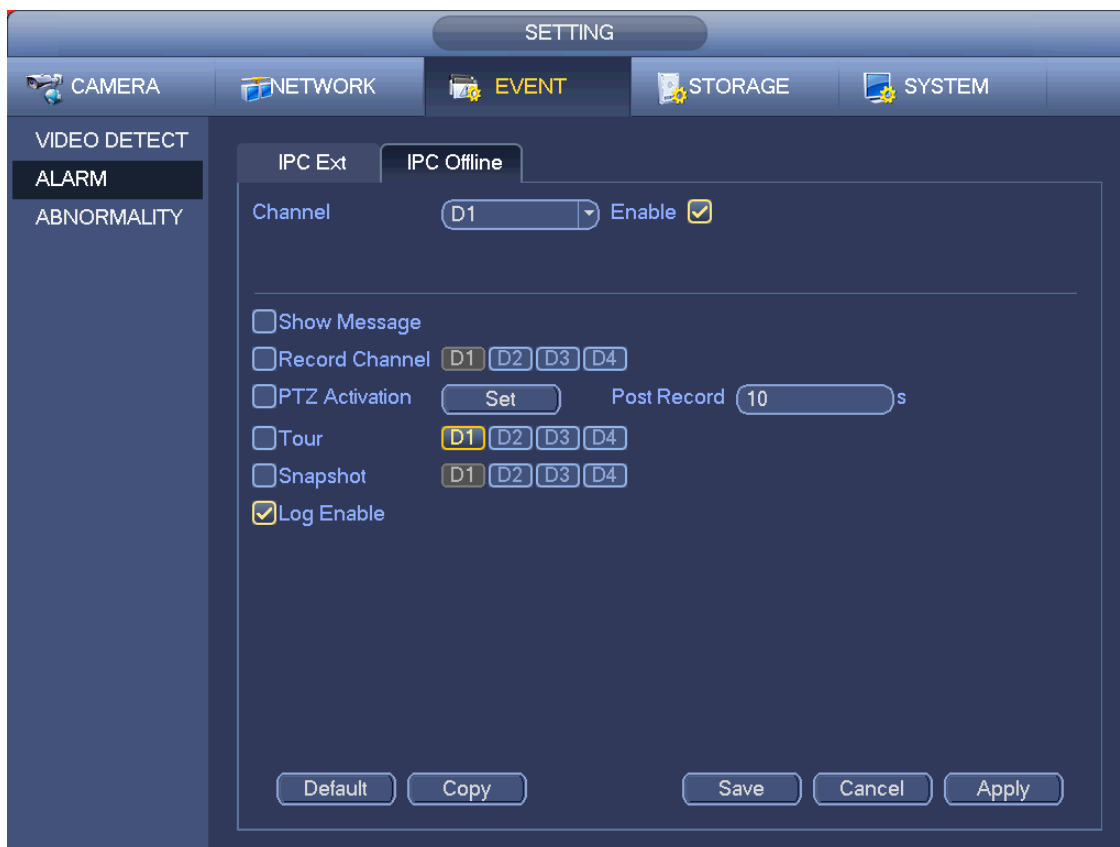 SETTING
CAMERA NETWORK EVENT STORAGE SYSTEM
VIDEO DETECT
ALARM
ABNORMALITY
IPC Ext IPC Offline
Channel D1 Enable
Show Message
Record Channel D1 D2 D3 D4
PTZ Activation Set Post Record 10 s
Tour D1 D2 D3 D4
Snapshot D1 D2 D3 D4
Log Enable
Default Copy Save Cancel Apply